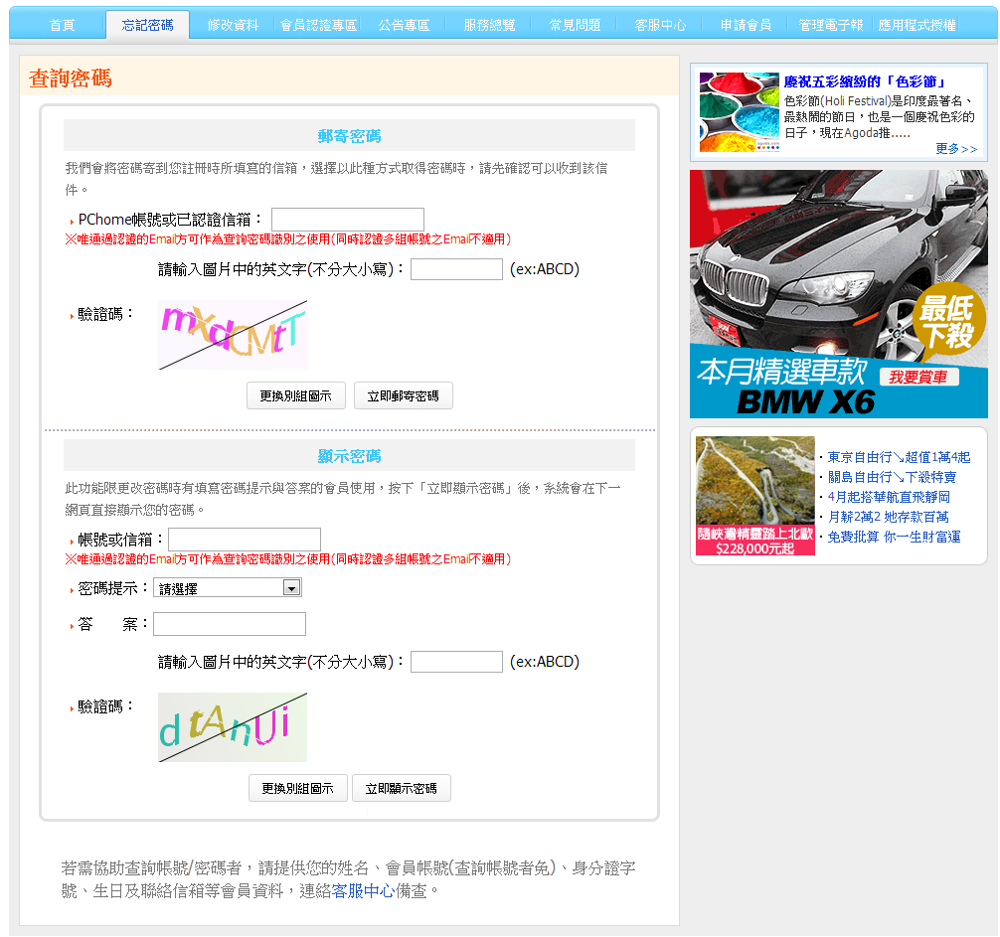 首頁 忘記密碼 修改資料 會員認證專區 公告專區 服務總覽 常見問題 客服中心 申請會員 管理電子報 應用程式授權
查詢密碼
郵寄密碼
我們會將密碼寄到您註冊時所填寫的信箱，選擇以此種方式取得密碼時，請先確認可以收到該信
件。
PChome帳號或已認證信箱：
※唯通過認證的Email方可作為查詢密碼識別之使用(同時認證多組帳號之Email不適用)
請輸入圖片中的英文字(不分大小寫)： (ex:ABCD)
驗證碼：
mXdCMtT
更換別組圖示 立即郵寄密碼
顯示密碼
此功能限更改密碼時有填寫密碼提示與答案的會員使用，按下「立即顯示密碼」後，系統會在下一
網頁直接顯示您的密碼。
帳號或信箱：
※唯通過認證的Email方可作為查詢密碼識別之使用(同時認證多組帳號之Email不適用)
密碼提示： 請選擇
答 案：
請輸入圖片中的英文字(不分大小寫)： (ex:ABCD)
驗證碼：
dtAnUi
更換別組圖示 立即顯示密碼
若需協助查詢帳號/密碼者，請提供您的姓名、會員帳號(查詢帳號者免)、身分證字
號、生日及聯絡信箱等會員資料，連絡客服中心備查。
慶祝五彩繽紛的「色彩節」
色彩節(Holi Festival)是印度最著名、
最熱鬧的節日，也是一個慶祝色彩的
日子，現在Agoda推.....
更多>>
agoda.com
最低
下殺
本月精選車款 我要賞車
BMW X6
隨峽灣精靈踏上北歐
$228,000元起
東京自由行↘超值1萬4起
關島自由行↘下殺特賣
4月起搭華航直飛靜岡
月薪2萬2 她存款百萬
免費批算 你一生財富運